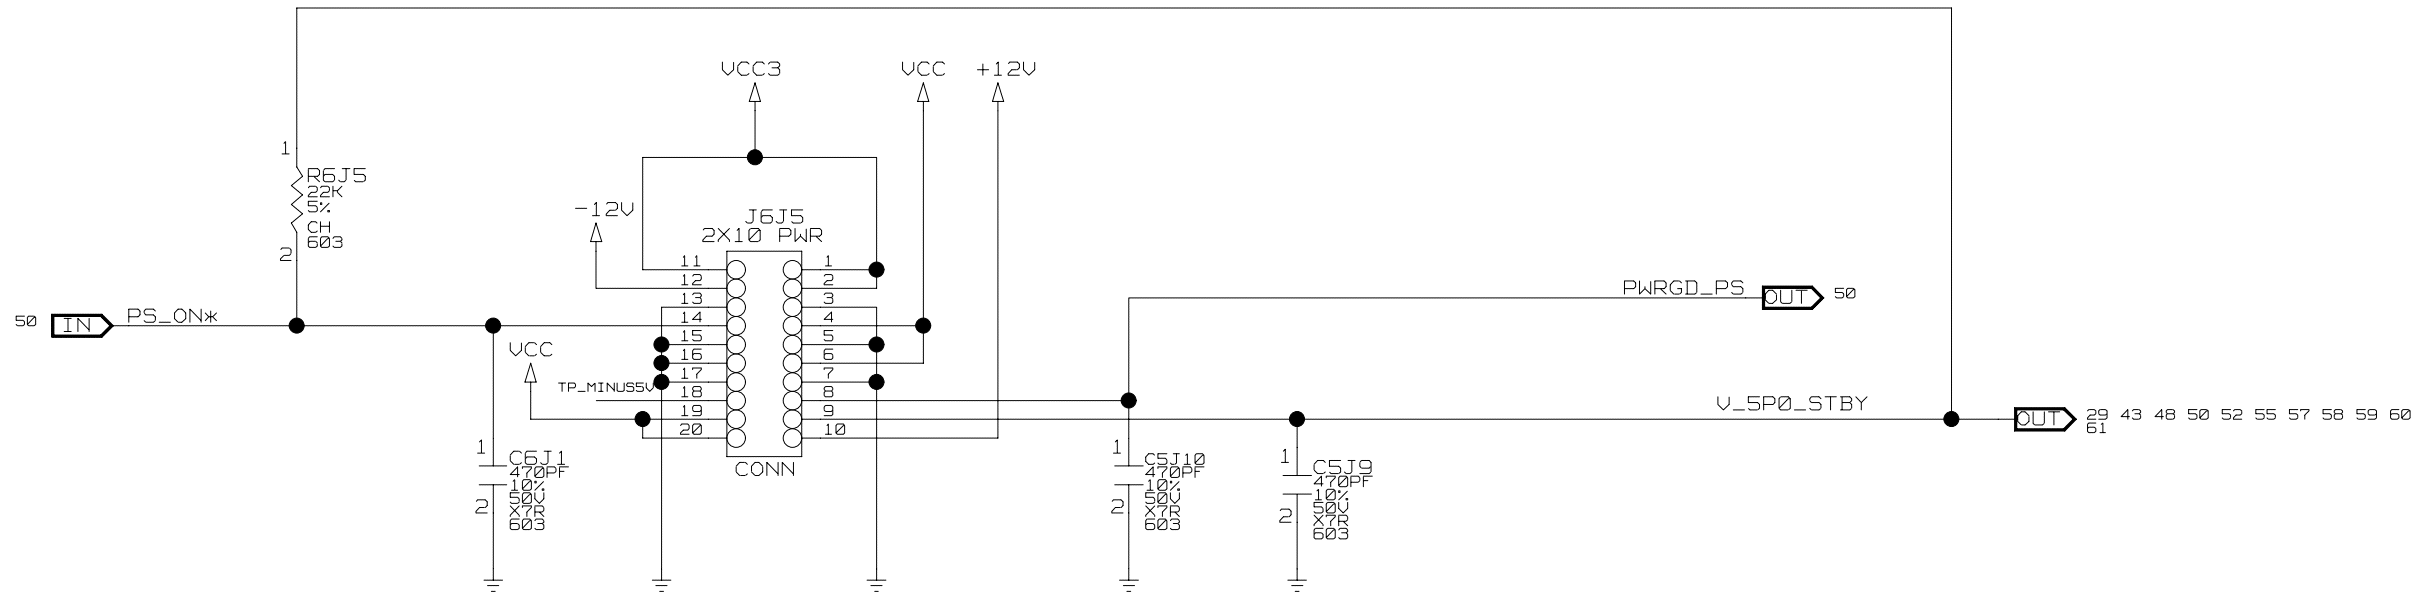 VCC3
VCC
+12V
1
R6J5
22K
5%
CH
603
2
-12V
J6J5
2X10 PWR
11
12
13
14
15
16
17
18
19
20
1
2
3
4
5
6
7
8
9
10
CONN
50
IN
PS_ON*
VCC
TP_MINUS5V
PWRGD_PS
OUT
50
V_5P0_STBY
OUT
29 43 48 50 52 55 57 58 59 60
61
1
C6J1
470PF
10%
50V
X7R
603
2
1
C5J10
470PF
10%
50V
X7R
603
2
1
C5J9
470PF
10%
50V
X7R
603
2